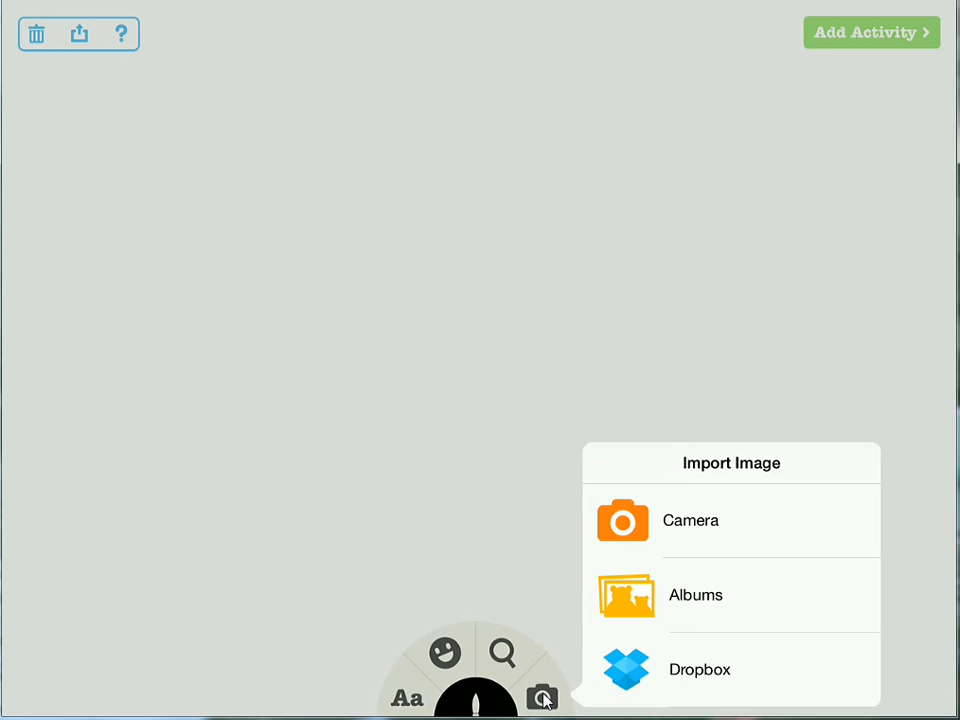 ?
Add Activity >
Import Image
Camera
Albums
Dropbox
Aa